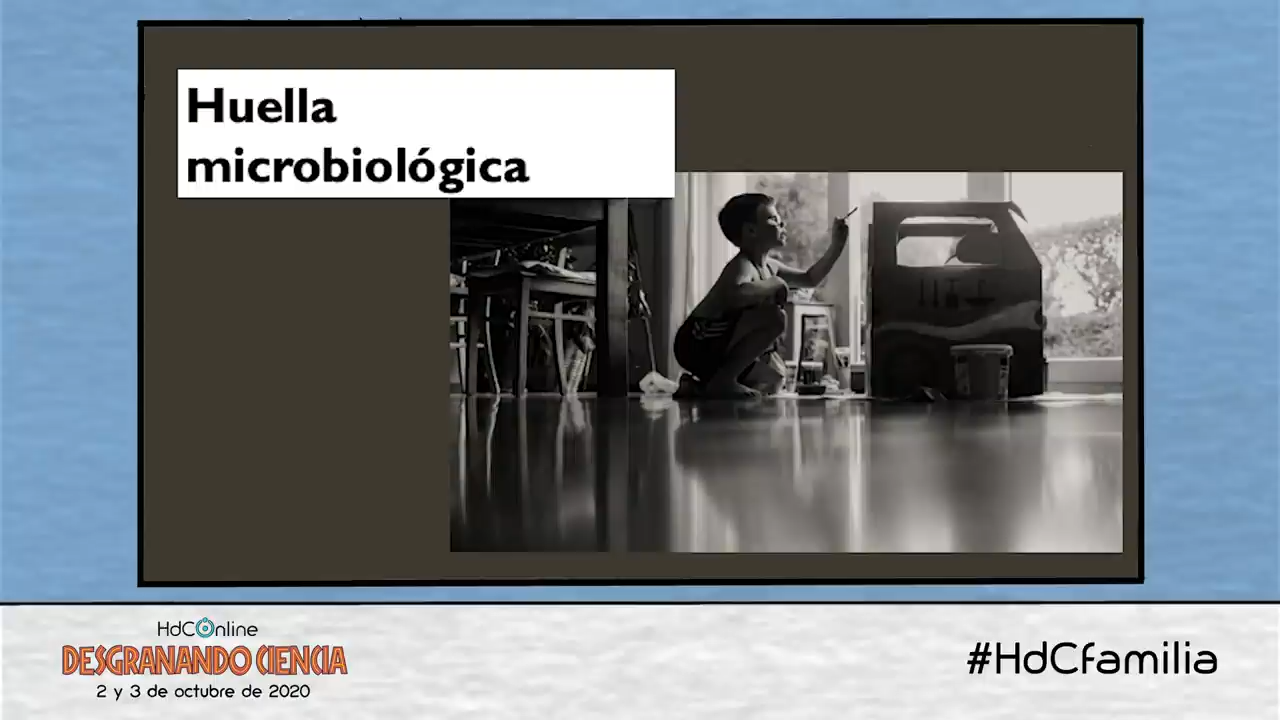 Huella
microbiológica
HdCOnline
DESGRANANDO CIENCIA
2 y 3 de octubre de 2020
#HdCfamilia